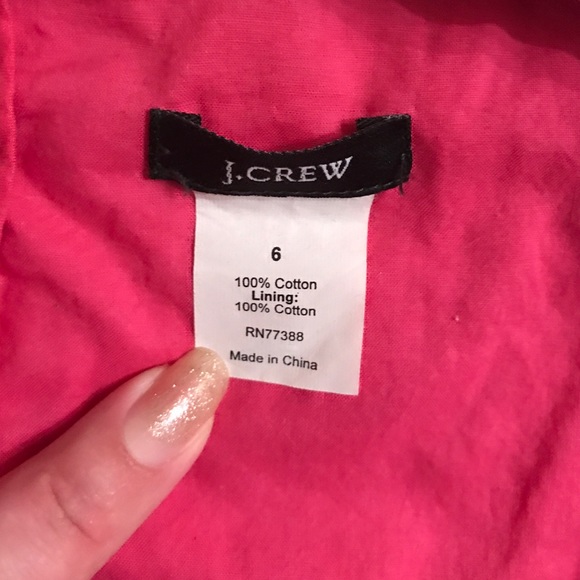 J.CREW
6
100% Cotton
Lining:
100% Cotton
RN77388
Made in China